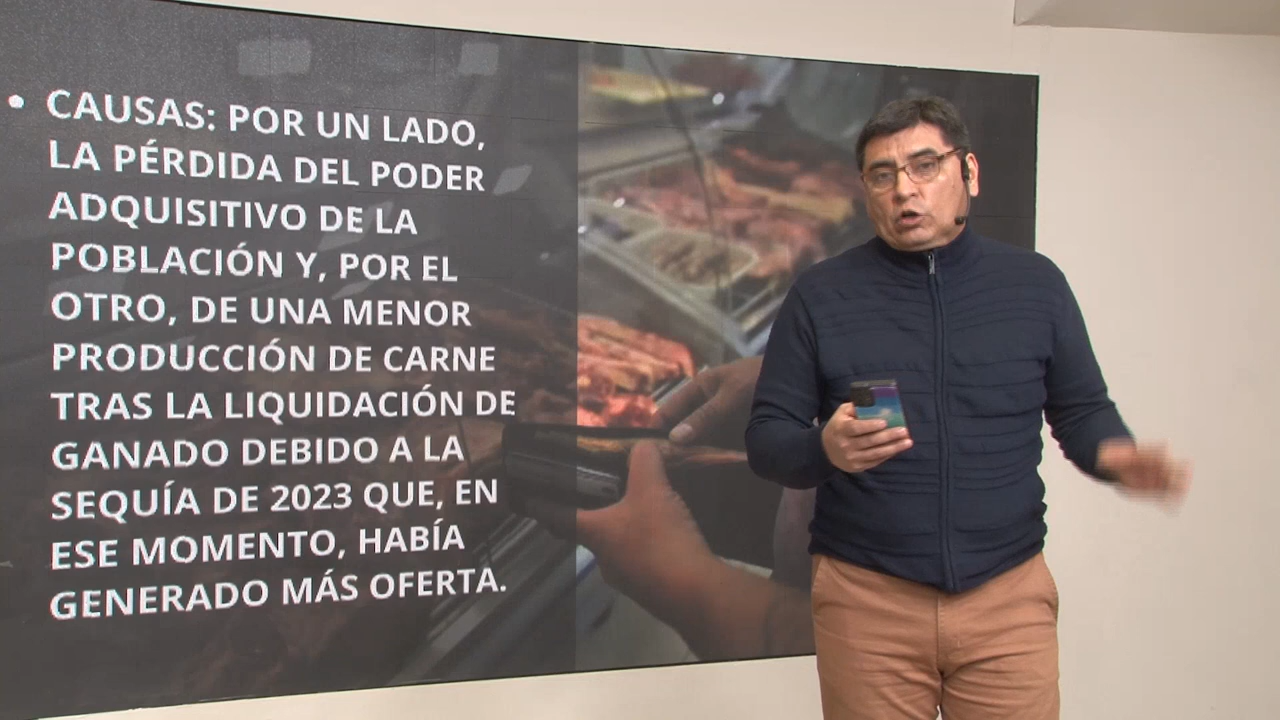 • CAUSAS: POR UN LADO,
LA PÉRDIDA DEL PODER
ADQUISITIVO DE LA
POBLACIÓN Y, POR EL
OTRO, DE UNA MENOR
PRODUCCIÓN DE CARNE
TRAS LA LIQUIDACIÓN DE
GANADO DEBIDO A LA
SEQUÍA DE 2023 QUE, EN
ESE MOMENTO, HABÍA
GENERADO MÁS OFERTA.